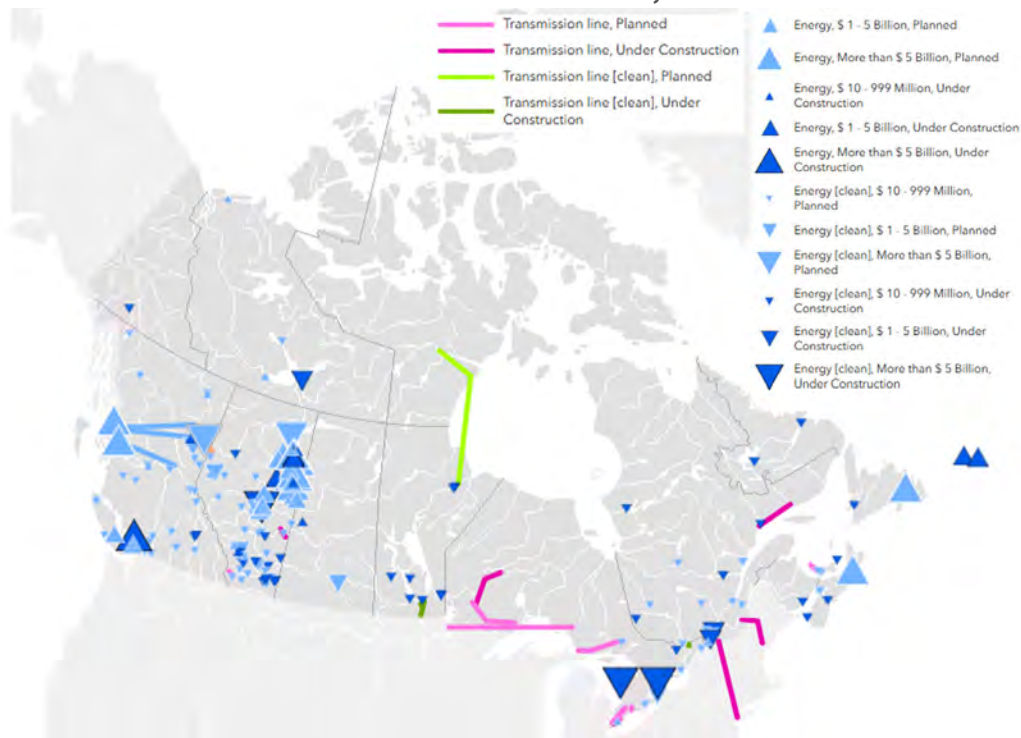 Transmission line, Planned
Transmission line, Under Construction
Transmission line [clean], Planned
Transmission line [clean], Under
Construction
Energy, $ 1 - 5 Billion, Planned
Energy, More than $ 5 Billion, Planned
Energy, $ 10 - 999 Million, Under
Construction
Energy, $ 1 - 5 Billion, Under Construction
Energy, More than $ 5 Billion, Under
Construction
Energy [clean], $ 10 - 999 Million,
Planned
Energy [clean], $ 1 - 5 Billion, Planned
Energy [clean], More than $ 5 Billion,
Planned
Energy [clean], $ 10 - 999 Million, Under
Construction
Energy [clean], $ 1 - 5 Billion, Under
Construction
Energy [clean], More than $ 5 Billion,
Under Construction